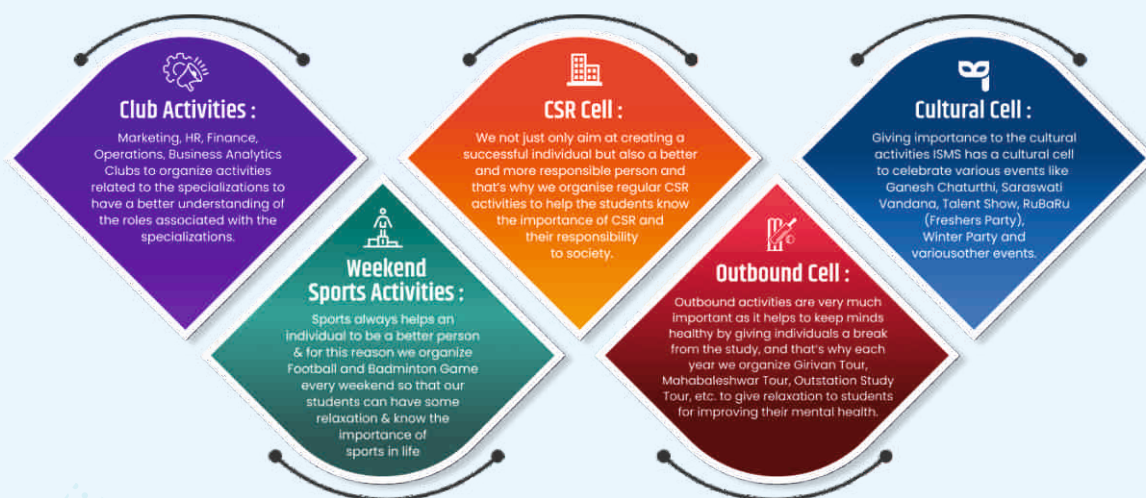 Club Activities :
Marketing, HR, Finance,
Operations, Business Analytics
Clubs to organize activities
related to the specializations to
have a better understanding of
the roles associated with the
specializations.
Weekend
Sports Activities :
Sports always helps an
individual to be a better person
& for this reason we organize
Football and Badminton Game
every weekend so that our
students can have some
relaxation & know the
importance of
sports in life
CSR Cell :
We not just only aim at creating a
successful individual but also a better
and more responsible person and
that's why we organise regular CSR
activities to help the students know
the importance of CSR and
their responsibility
to society.
Outbound Cell :
Outbound activities are very much
important as it helps to keep minds
healthy by giving individuals a break
from the study, and that's why each
year we organize Girivan Tour,
Mahabaleshwar Tour, Outstation Study
Tour, etc. to give relaxation to students
for improving their mental health.
Cultural Cell :
Giving importance to the cultural
activities ISMS has a cultural cell
to celebrate various events like
Ganesh Chaturthi, Saraswati
Vandana, Talent Show, RuBaRu
(Freshers Party),
Winter Party and
variousother events.